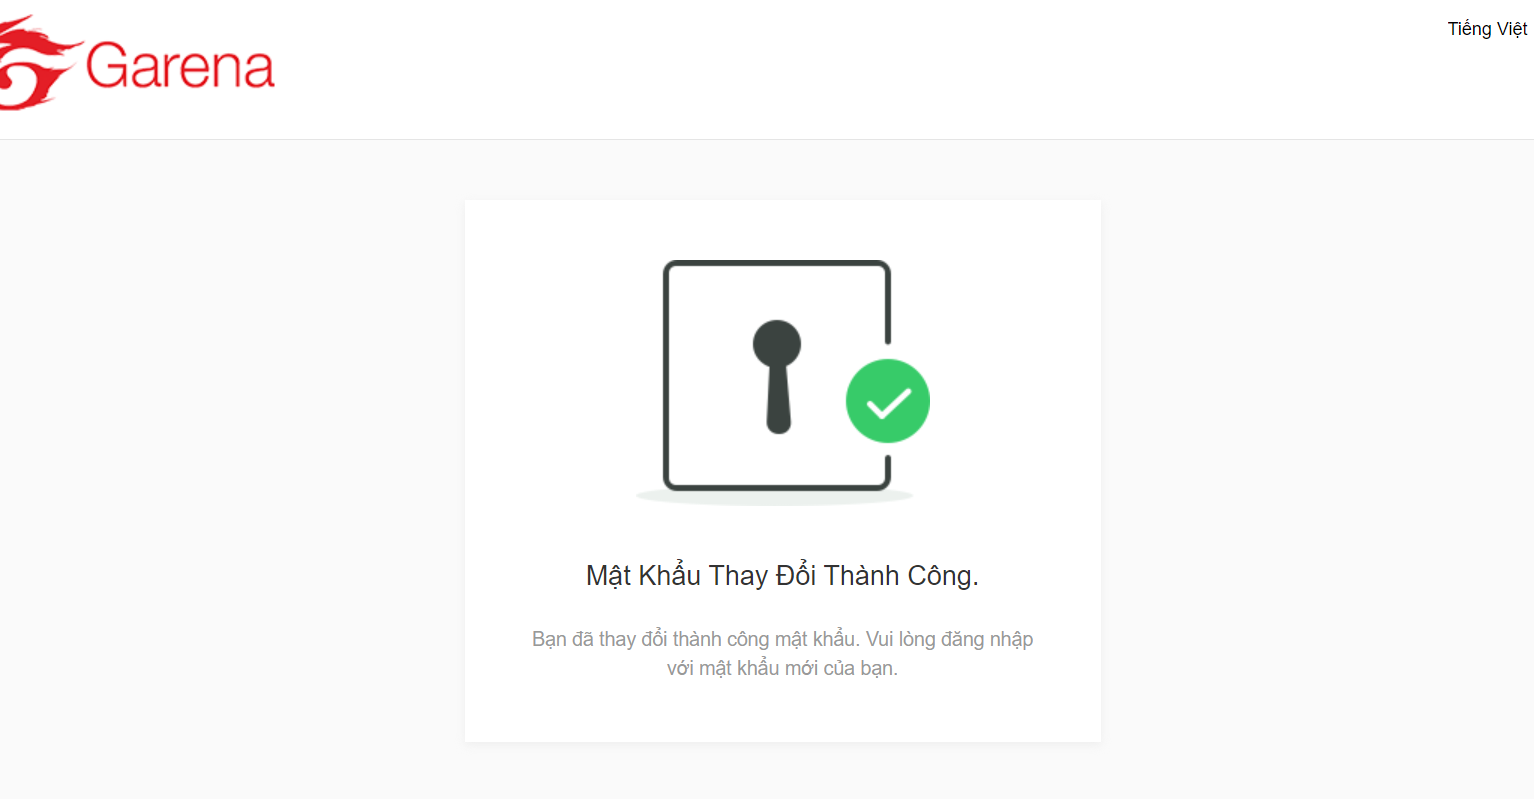 Garena
Tiếng Việt
Mật Khẩu Thay Đổi Thành Công.
Bạn đã thay đổi thành công mật khẩu. Vui lòng đăng nhập
với mật khẩu mới của bạn.